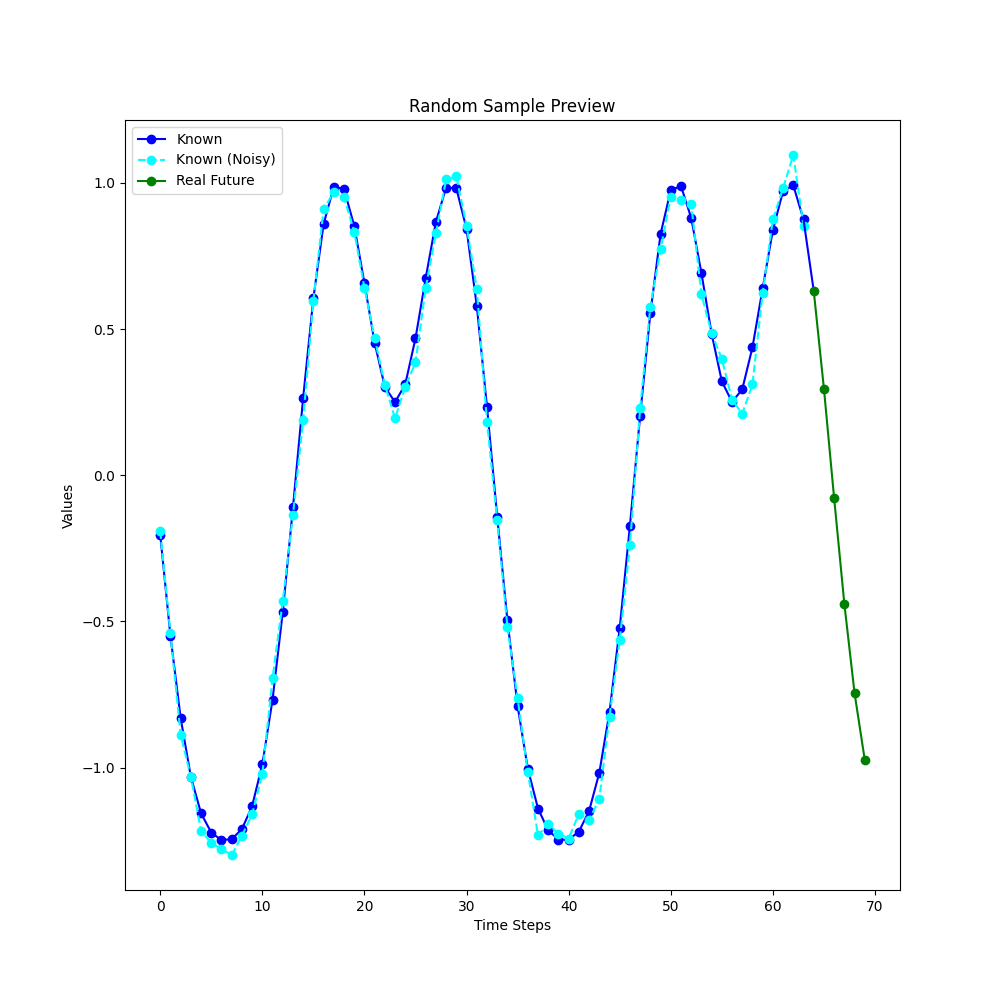 Random Sample Preview
Known
Known (Noisy)
Real Future
1.0
0.5
0.0
−0.5
−1.0
Values
0 10 20 30 40 50 60 70
Time Steps